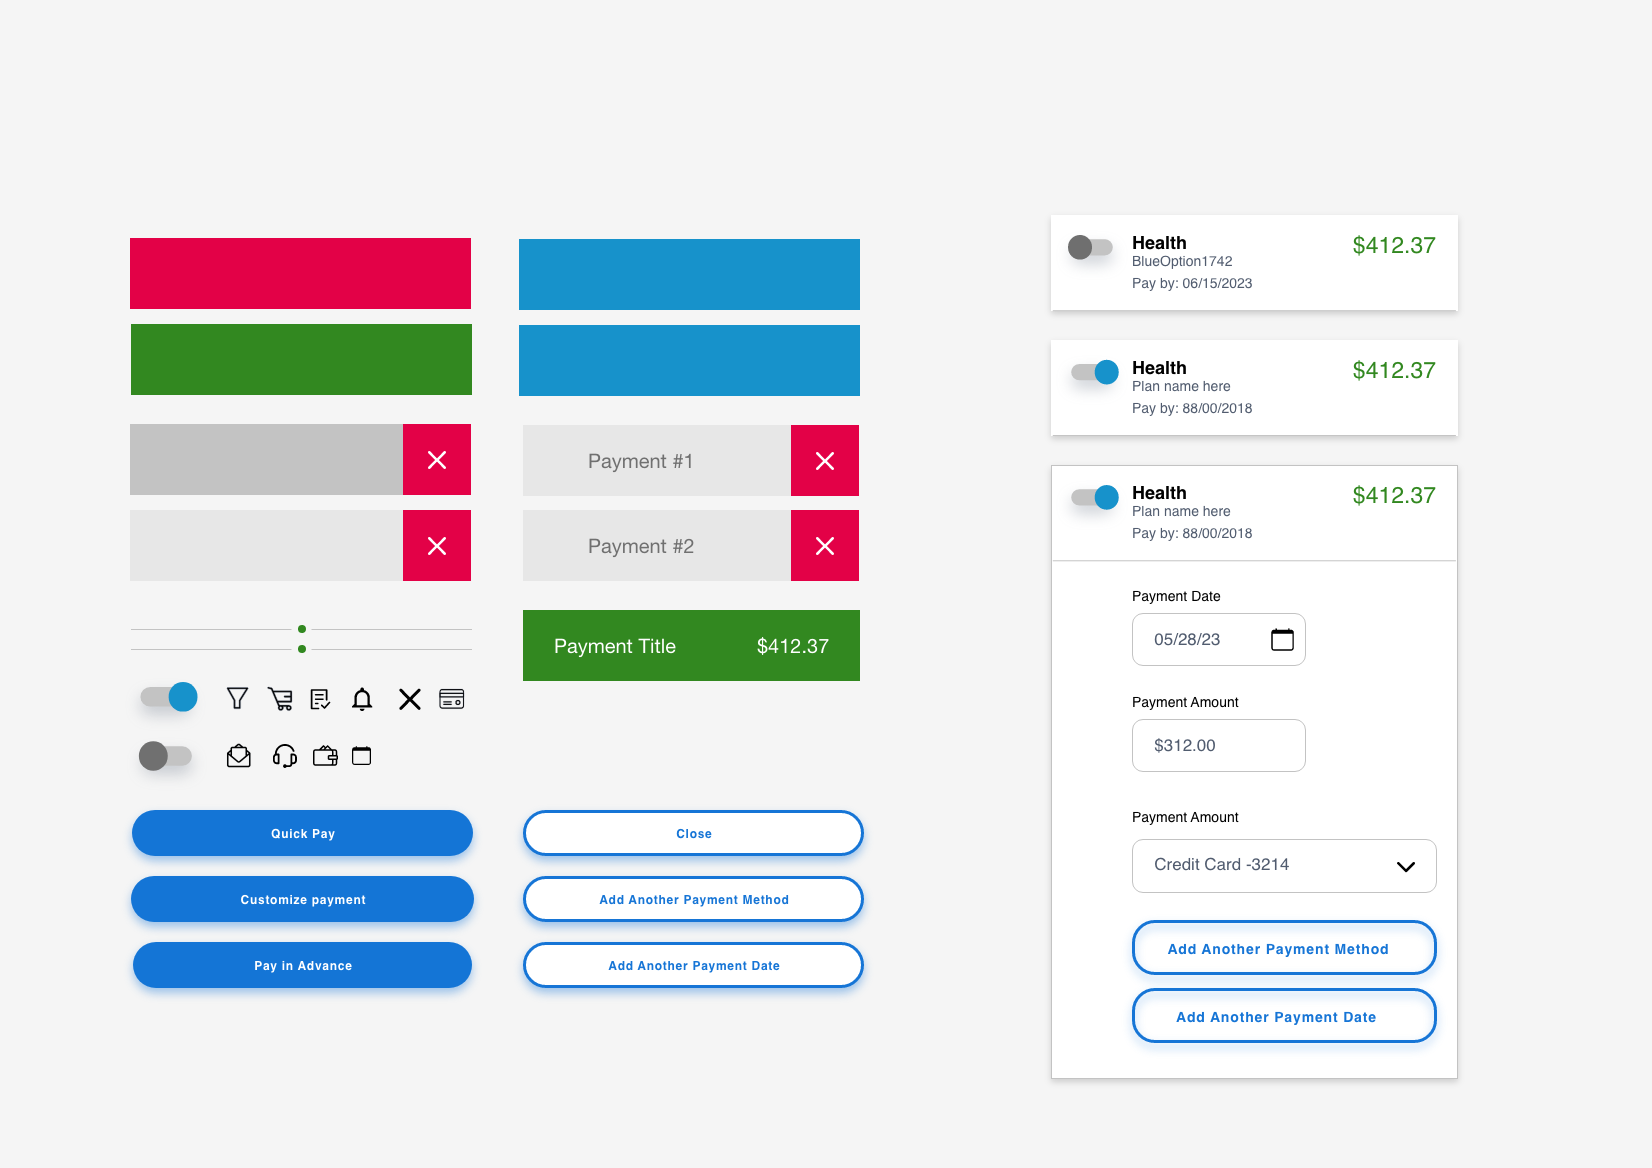 Payment #1
Payment #2
Payment Title $412.37
Quick Pay
Customize payment
Pay in Advance
Close
Add Another Payment Method
Add Another Payment Date
Health $412.37
BlueOption1742
Pay by: 06/15/2023
Health $412.37
Plan name here
Pay by: 88/00/2018
Health $412.37
Plan name here
Pay by: 88/00/2018
Payment Date
05/28/23
Payment Amount
$312.00
Payment Amount
Credit Card -3214
Add Another Payment Method
Add Another Payment Date